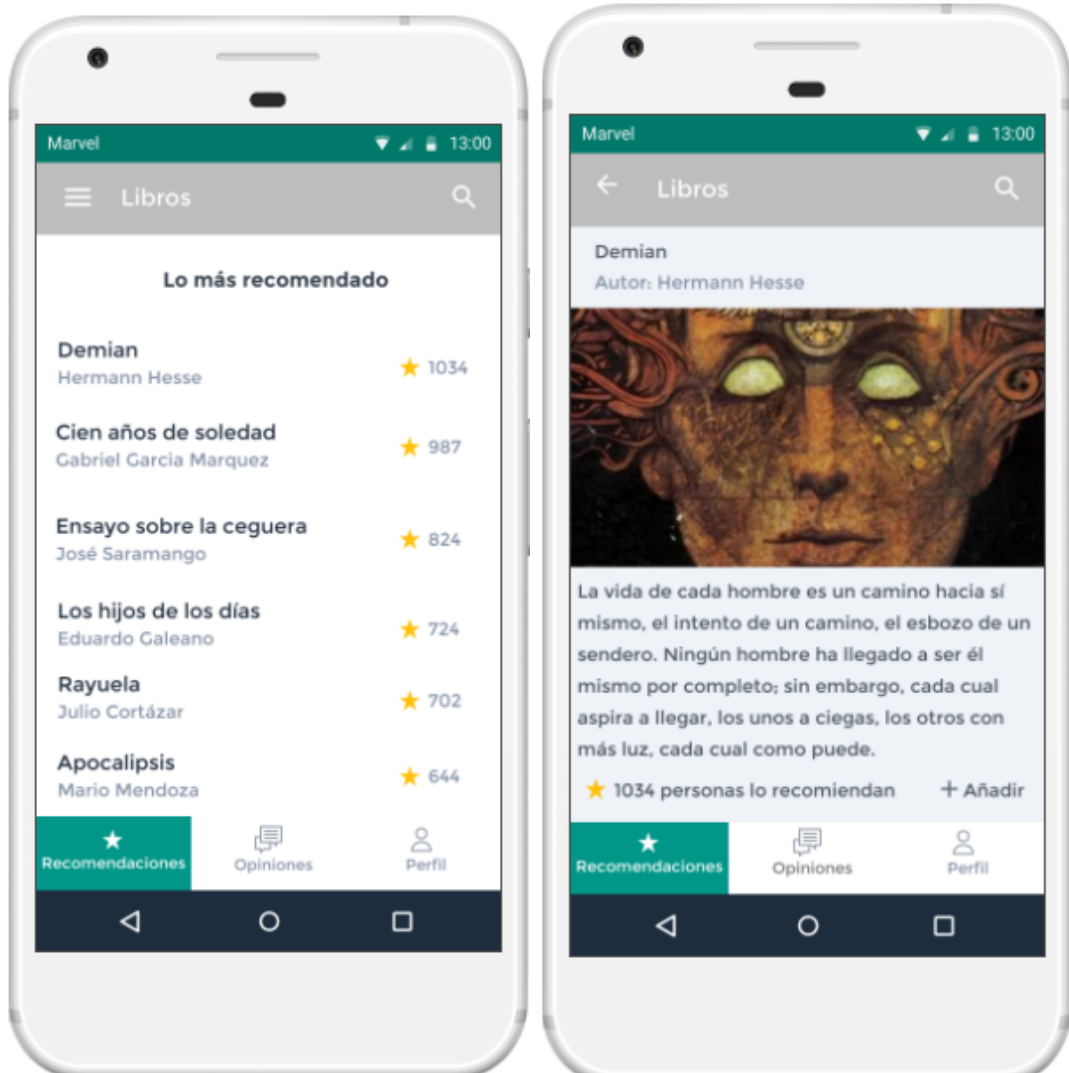 Marvel 13:00
Libros
Lo más recomendado
Demian
Hermann Hesse
1034
Cien años de soledad
Gabriel Garcia Marquez
987
Ensayo sobre la ceguera
José Saramango
824
Los hijos de los días
Eduardo Galeano
724
Rayuela
Julio Cortázar
702
Apocalipsis
Mario Mendoza
644
Recomendaciones Opiniones Perfil
Marvel 13:00
Libros
Demian
Autor: Hermann Hesse
La vida de cada hombre es un camino hacia sí
mismo, el intento de un camino, el esbozo de un
sendero. Ningún hombre ha llegado a ser él
mismo por completo; sin embargo, cada cual
aspira a llegar, los unos a ciegas, los otros con
más luz, cada cual como puede.
1034 personas lo recomiendan + Añadir
Recomendaciones Opiniones Perfil